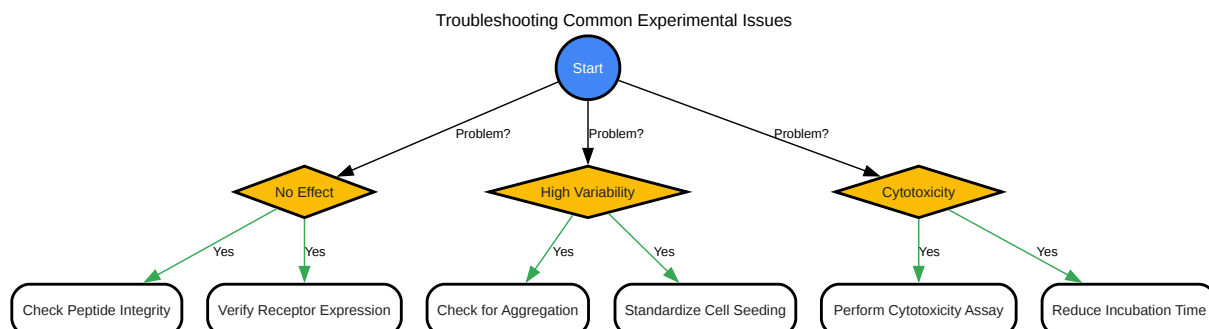 Troubleshooting Common Experimental Issues
Start
Problem?
Problem?
Problem?
No Effect
High Variability
Cytotoxicity
Yes
Yes
Yes
Yes
Yes
Yes
Check Peptide Integrity
Verify Receptor Expression
Check for Aggregation
Standardize Cell Seeding
Perform Cytotoxicity Assay
Reduce Incubation Time